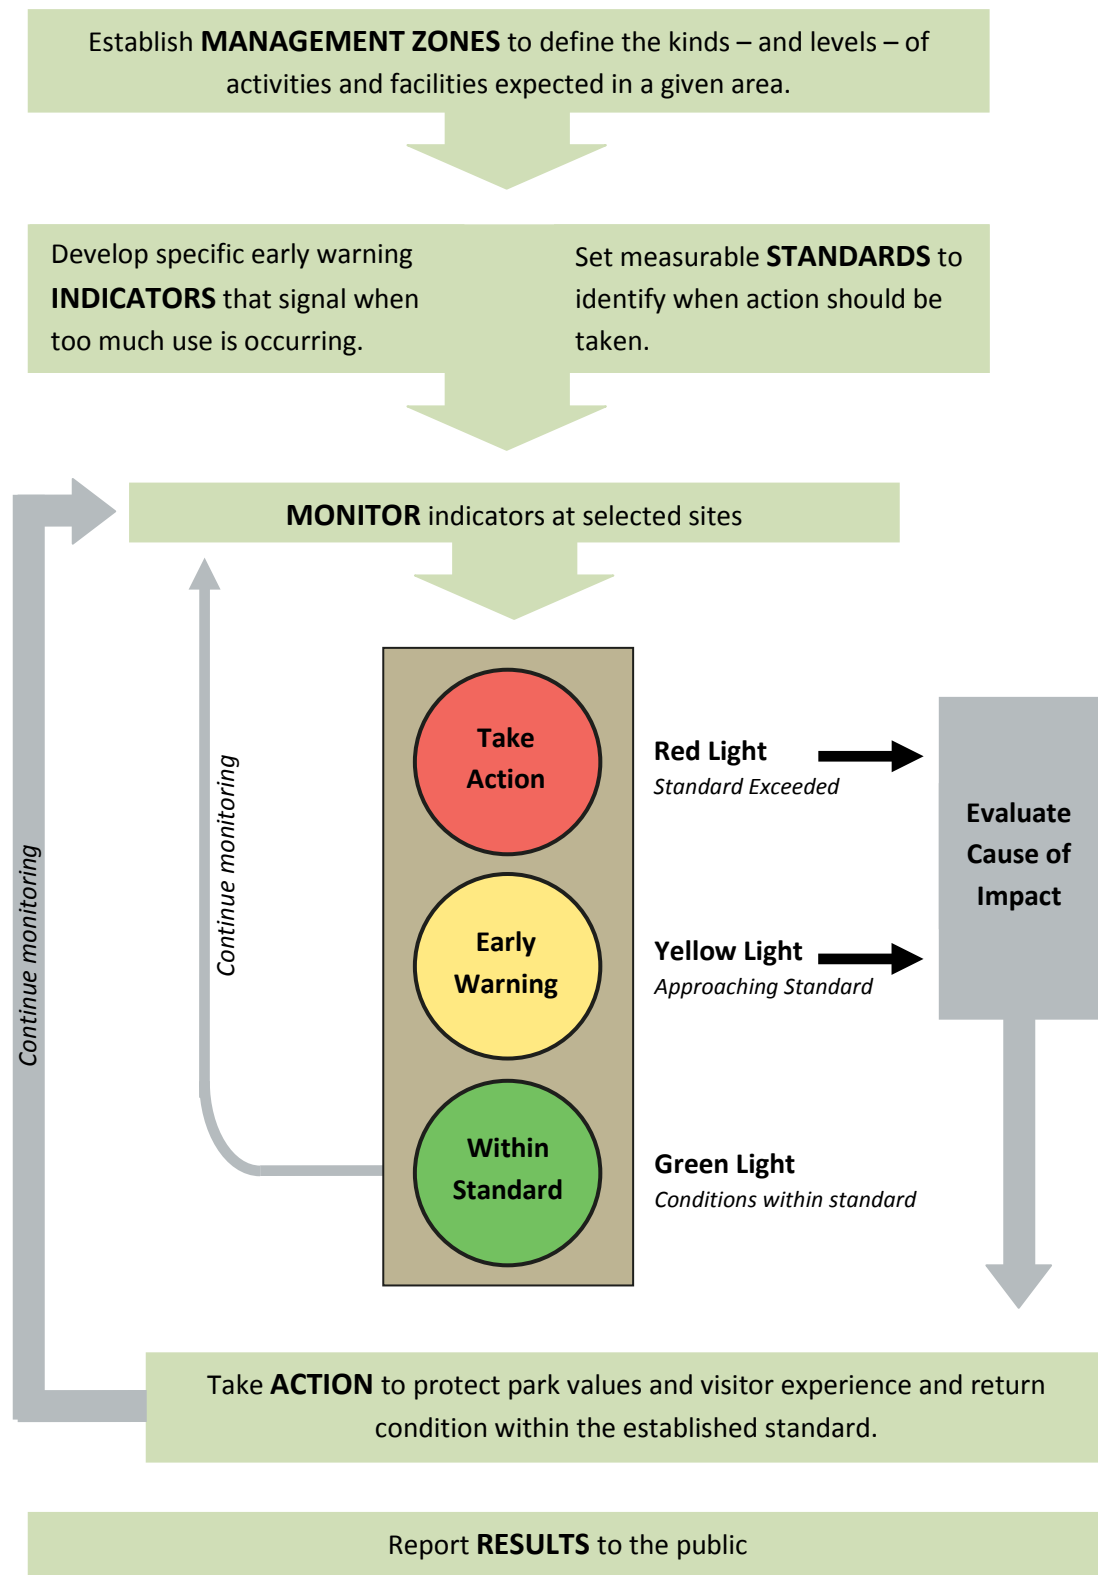 Establish MANAGEMENT ZONES to define the kinds – and levels – of
activities and facilities expected in a given area.
Develop specific early warning
INDICATORS that signal when
too much use is occurring.
Set measurable STANDARDS to
identify when action should be
taken.
MONITOR indicators at selected sites
Continue monitoring
Continue monitoring
Take
Action
Red Light
Standard Exceeded
Evaluate
Cause of
Impact
Early
Warning
Yellow Light
Approaching Standard
Within
Standard
Green Light
Conditions within standard
Take ACTION to protect park values and visitor experience and return
condition within the established standard.
Report RESULTS to the public